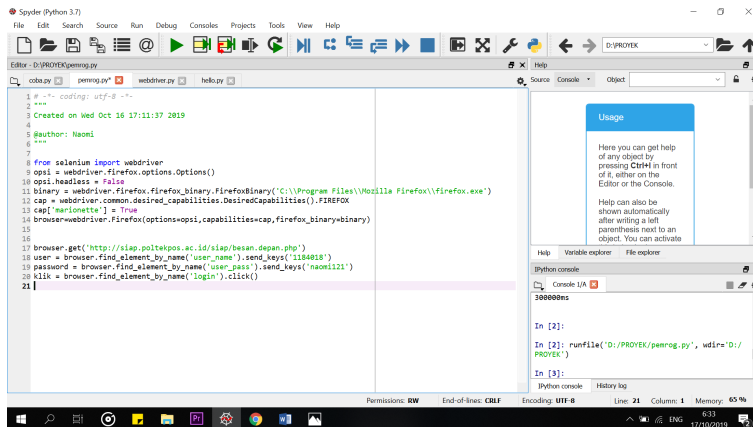 Spyder (Python 3.7)
File Edit Search Source Run Debug Consoles Projects Tools View Help
D:\PROYEK
Editor - D:\PROYEK\pemrog.py
coba.py pemrog.py* webdriver.py hello.py
1 # -*- coding: utf-8 -*-
2 """
3 Created on Wed Oct 16 17:11:37 2019
4
5 @author: Naomi
6 """
7
8 from selenium import webdriver
9 opsi = webdriver.firefox.options.Options()
10 opsi.headless = False
11 binary = webdriver.firefox.firefox_binary.FirefoxBinary('C:\\Program Files\\Mozilla Firefox\\firefox.exe')
12 cap = webdriver.common.desired_capabilities.DesiredCapabilities().FIREFOX
13 cap['marionette'] = True
14 browser=webdriver.Firefox(options=opsi,capabilities=cap,firefox_binary=binary)
15
16
17 browser.get('http://siap.poltekpos.ac.id/siap/besan.depan.php')
18 user = browser.find_element_by_name('user_name').send_keys('1184018')
19 password = browser.find_element_by_name('user_pass').send_keys('naomi121')
20 klik = browser.find_element_by_name('login').click()
21
Help
Source Console Object
Usage
Here you can get help
of any object by
pressing Ctrl+I in front
of it, either on the
Editor or the Console.
Help can also be
shown automatically
after writing a left
parenthesis next to an
object. You can activate
Help Variable explorer File explorer
IPython console
Console 1/A
300000ms
In [2]:
In [2]: runfile('D:/PROYEK/pemrog.py', wdir='D:/
PROYEK')
In [3]:
IPython console History log
Permissions: RW End-of-lines: CRLF Encoding: UTF-8 Line: 21 Column: 1 Memory: 65 %
Pr
ENG
6:33
17/10/2019